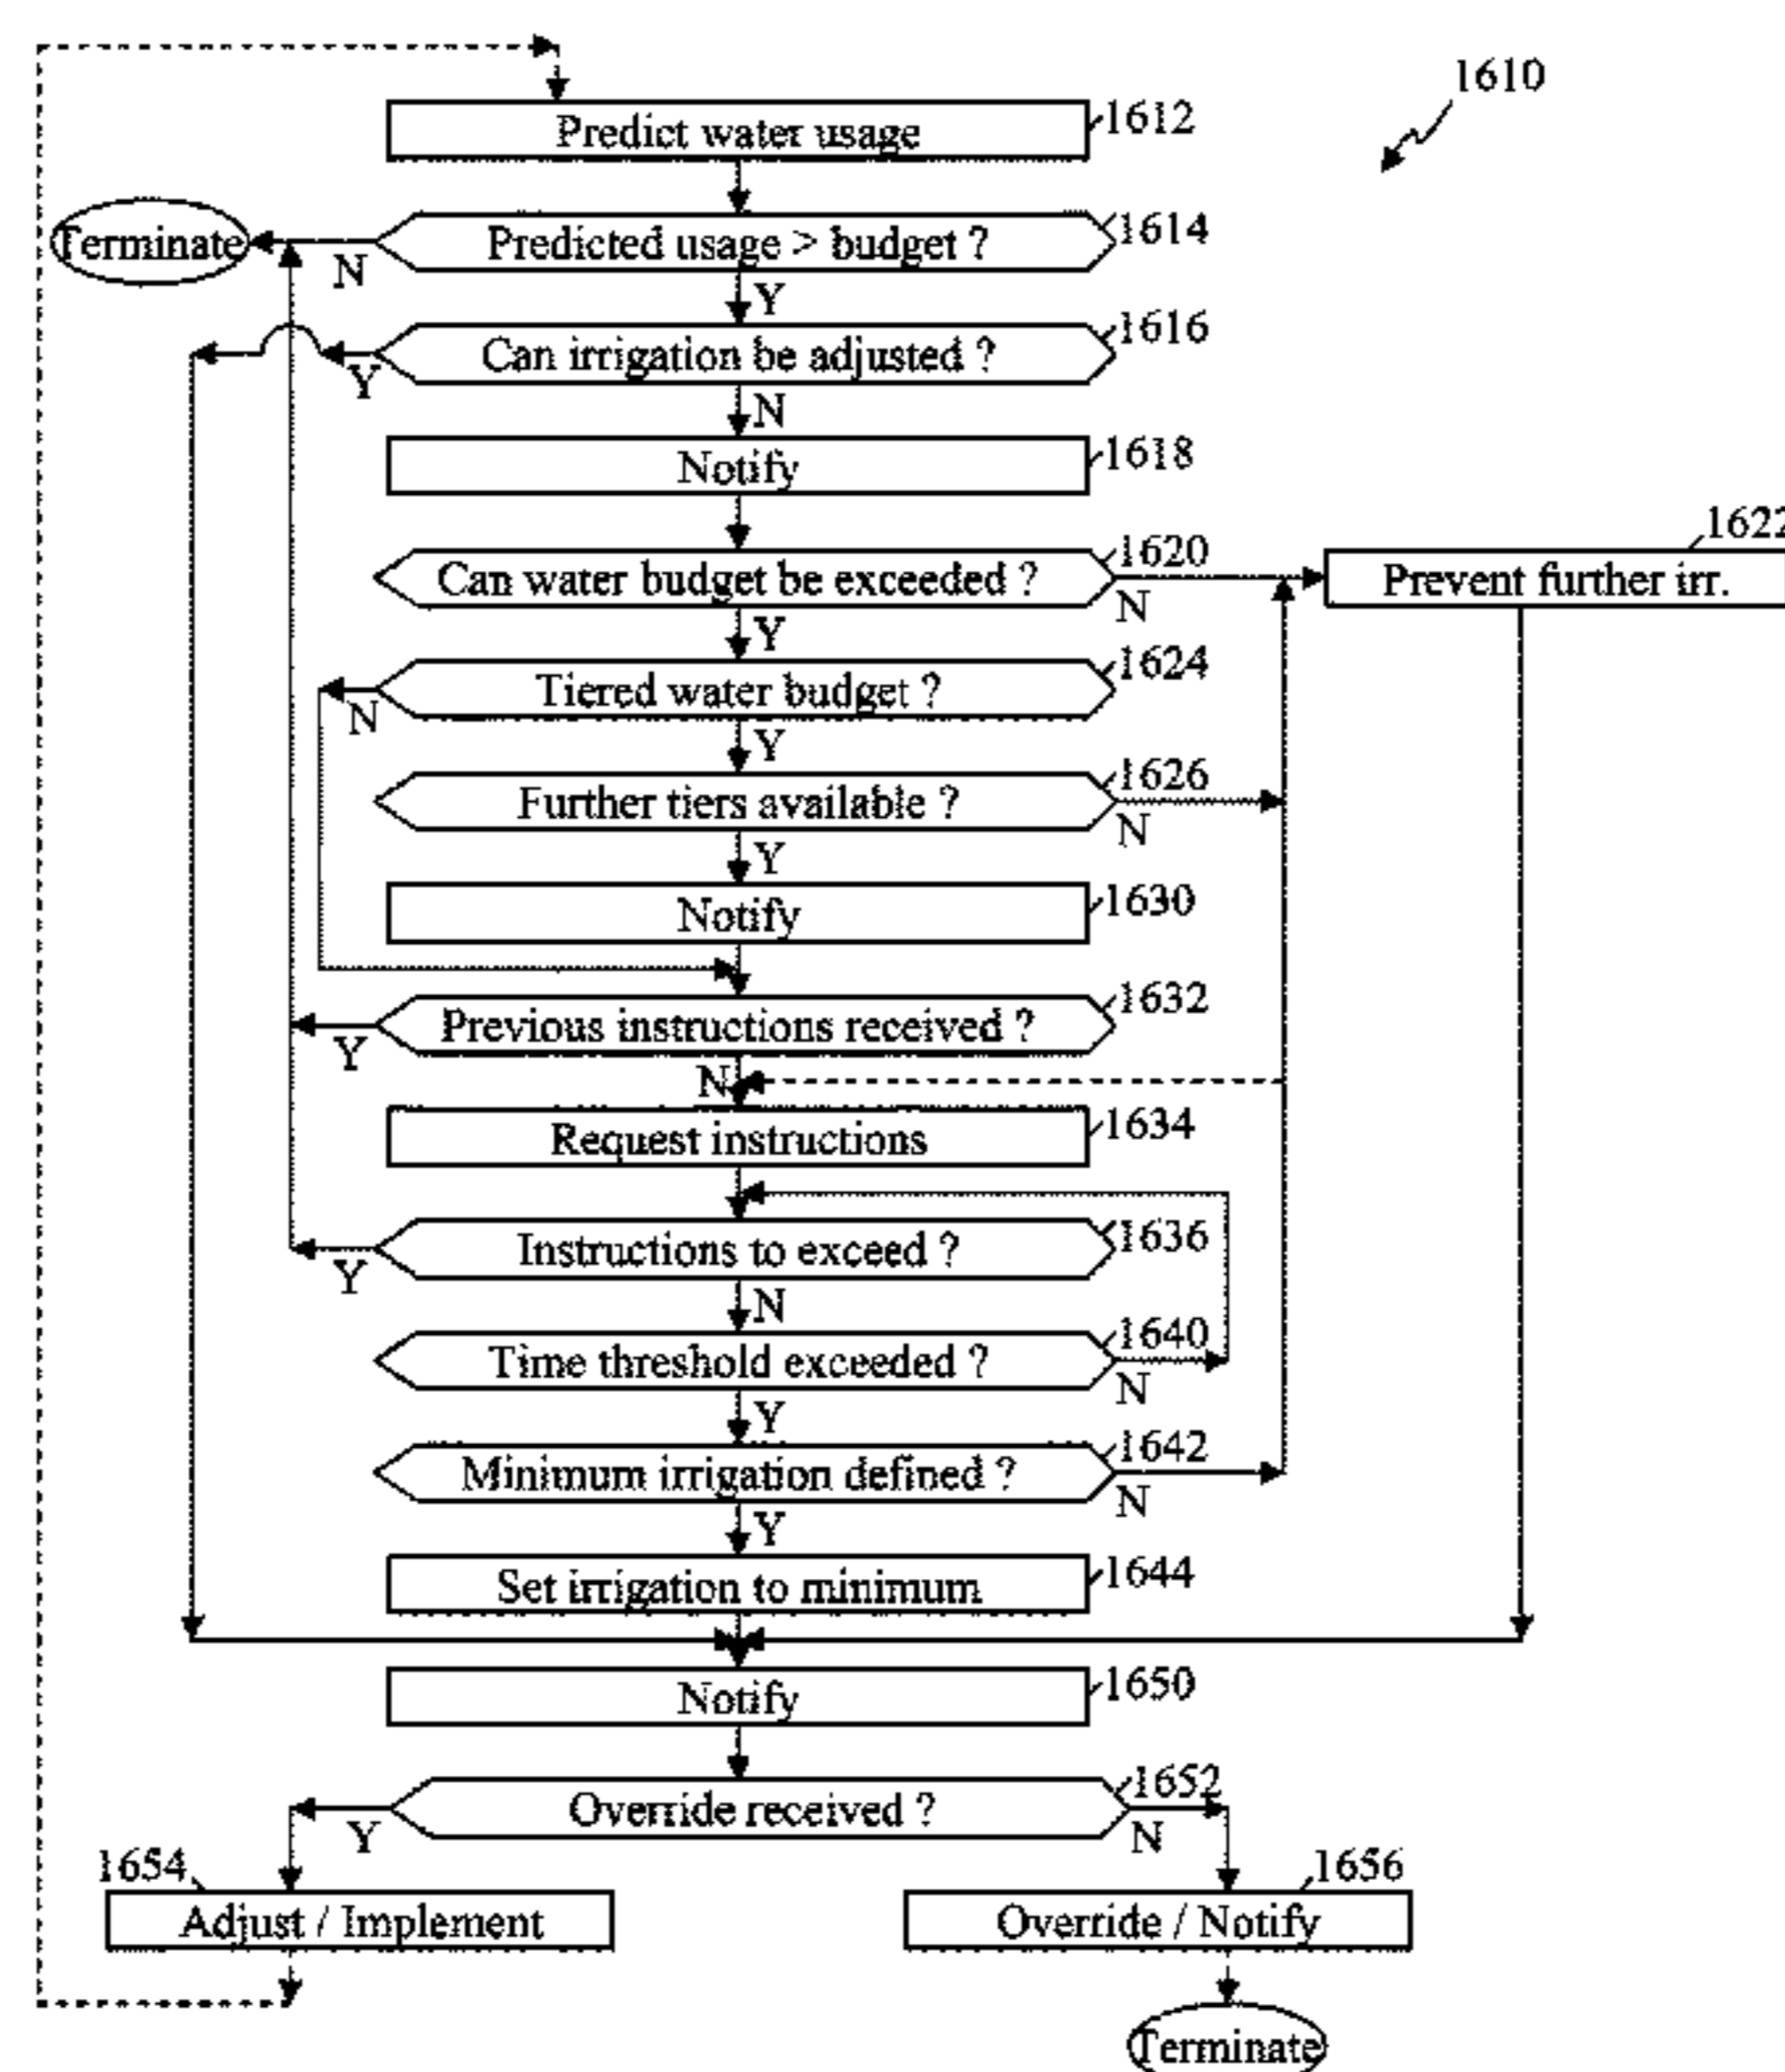 1610
Predict water usage
1612
Terminate
N
Predicted usage > budget ?
1614
Y
Can irrigation be adjusted ?
1616
Y
N
Notify
1618
1622
Can water budget be exceeded ?
1620
N
Prevent further irr.
Y
Tiered water budget ?
1624
N
Y
Further tiers available ?
1626
N
Y
Notify
1630
Previous instructions received ?
1632
Y
N
Request instructions
1634
Instructions to exceed ?
1636
Y
N
Time threshold exceeded ?
1640
N
Y
Minimum irrigation defined ?
1642
N
Y
Set irrigation to minimum
1644
Notify
1650
Override received ?
1652
Y
N
1654
1656
Adjust / Implement
Override / Notify
Terminate